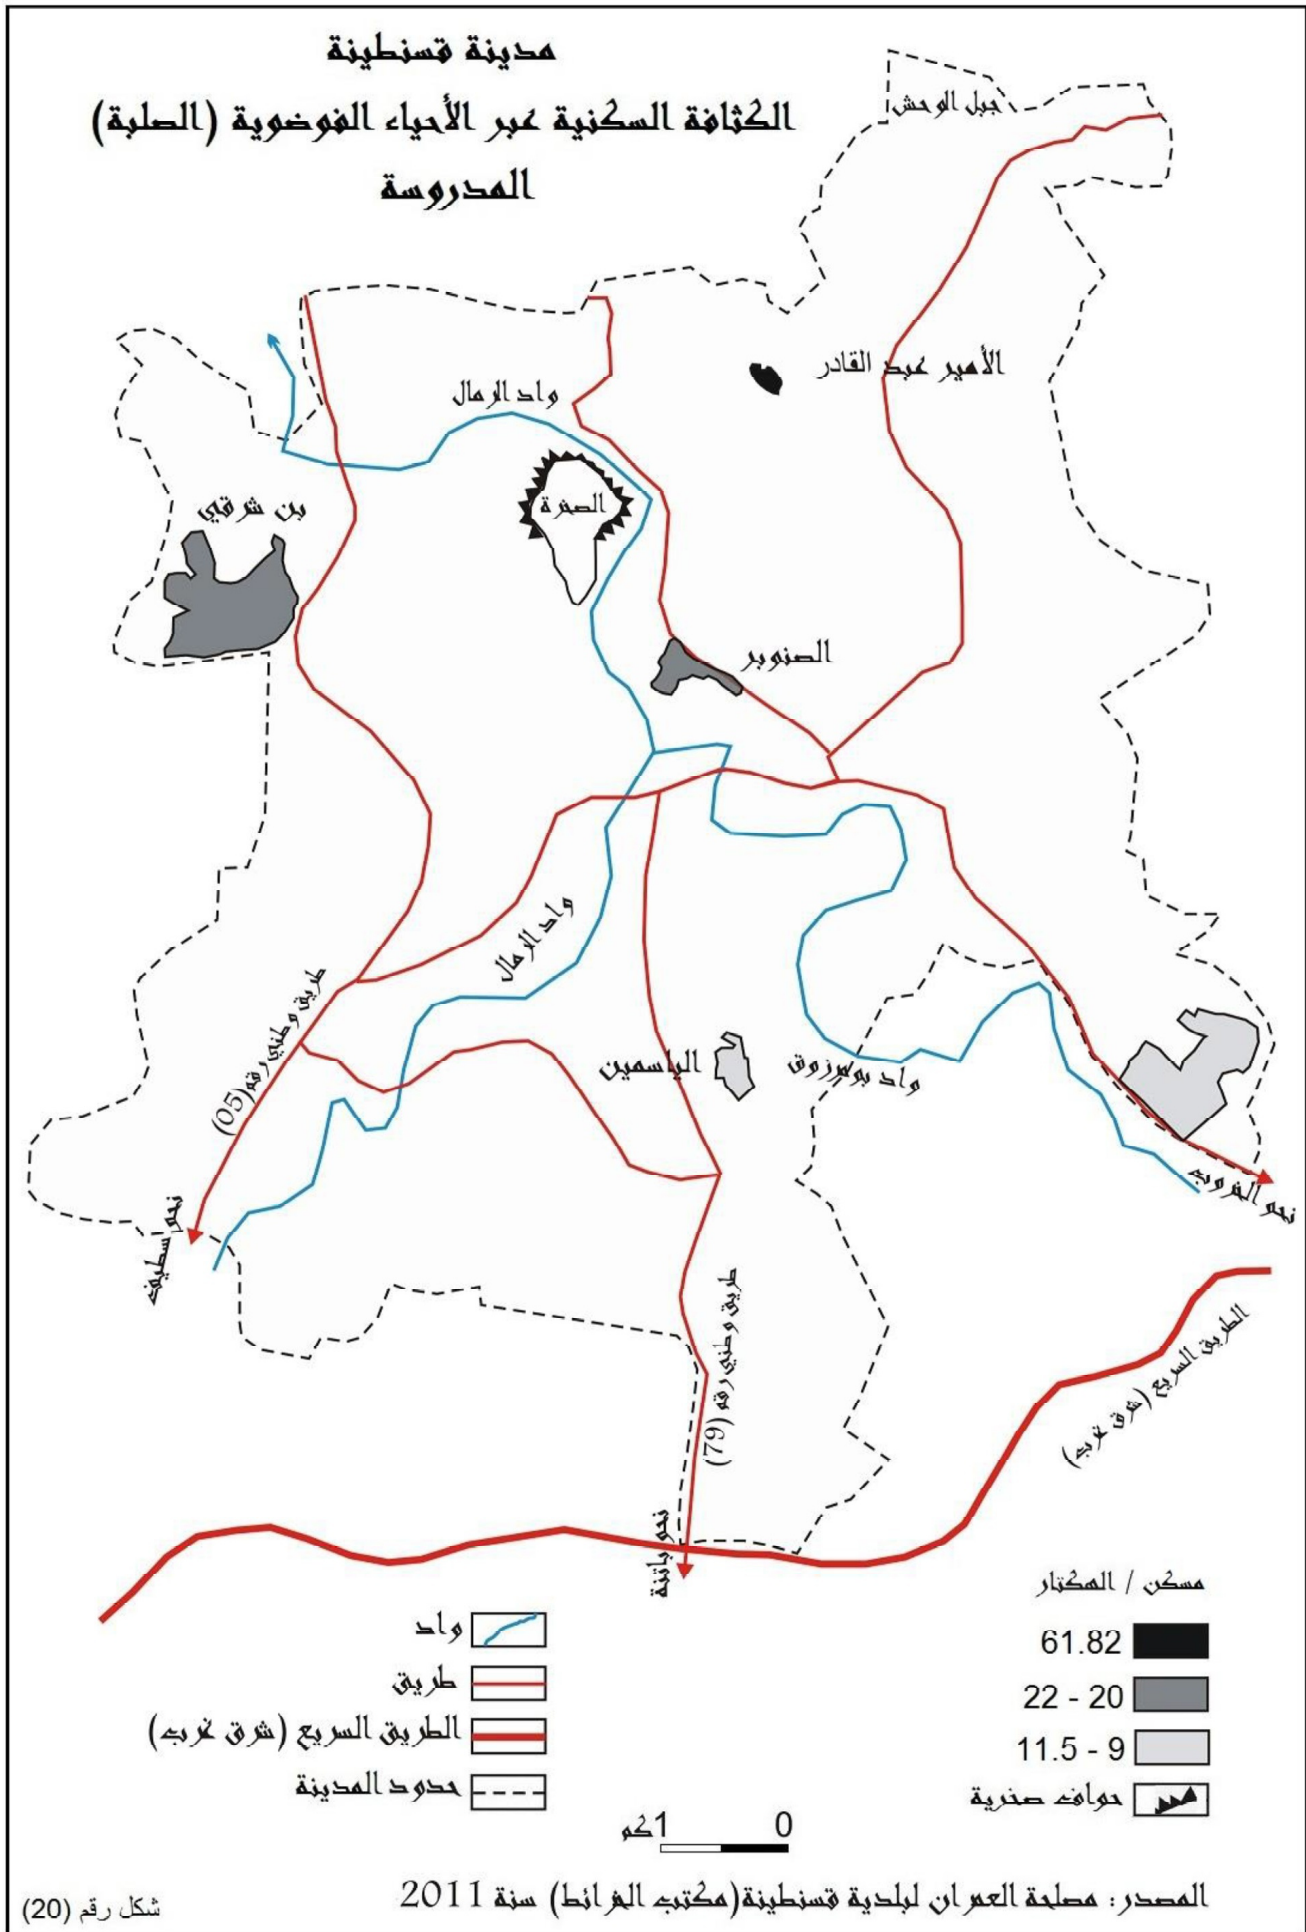 مدينة قسنطينة
الكثافة السكنية عبر الأحياء الفوضوية (الصلبة)
المدروسة
جبل الوحش
الأمير عبد القادر
واد الرمال
الصخرة
بن شرقي
الصنوبر
واد الرمال
طريق وطني رقم (05)
الياسمين
واد بومرزوق
نحو الخروب
نحو سطيف
طريق وطني رقم (79)
الطريق السريع (شرق غرب)
نحو باتنة
مسكن / الهكتار
61.82
22 - 20
11.5 - 9
حواف صخرية
واد
طريق
الطريق السريع (شرق غرب)
حدود المدينة
0 1كم
المصدر: مصلحة العمران لبلدية قسنطينة(مكتب الخرائط) سنة 2011
شكل رقم (20)